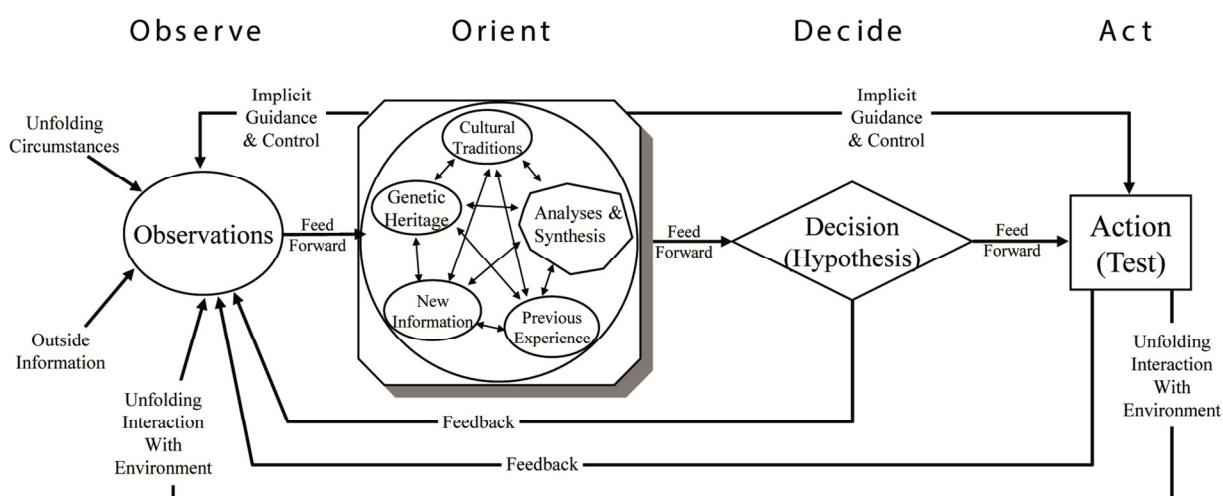 Observe
Orient
Decide
Act
Implicit
Guidance
& Control
Implicit
Guidance
& Control
Unfolding
Circumstances
Cultural
Traditions
Genetic
Heritage
Analyses &
Synthesis
Observations
Feed
Forward
Feed
Forward
Decision
(Hypothesis)
Feed
Forward
Action
(Test)
New
Information
Previous
Experience
Outside
Information
Unfolding
Interaction
With
Environment
Unfolding
Interaction
With
Environment
Feedback
Feedback